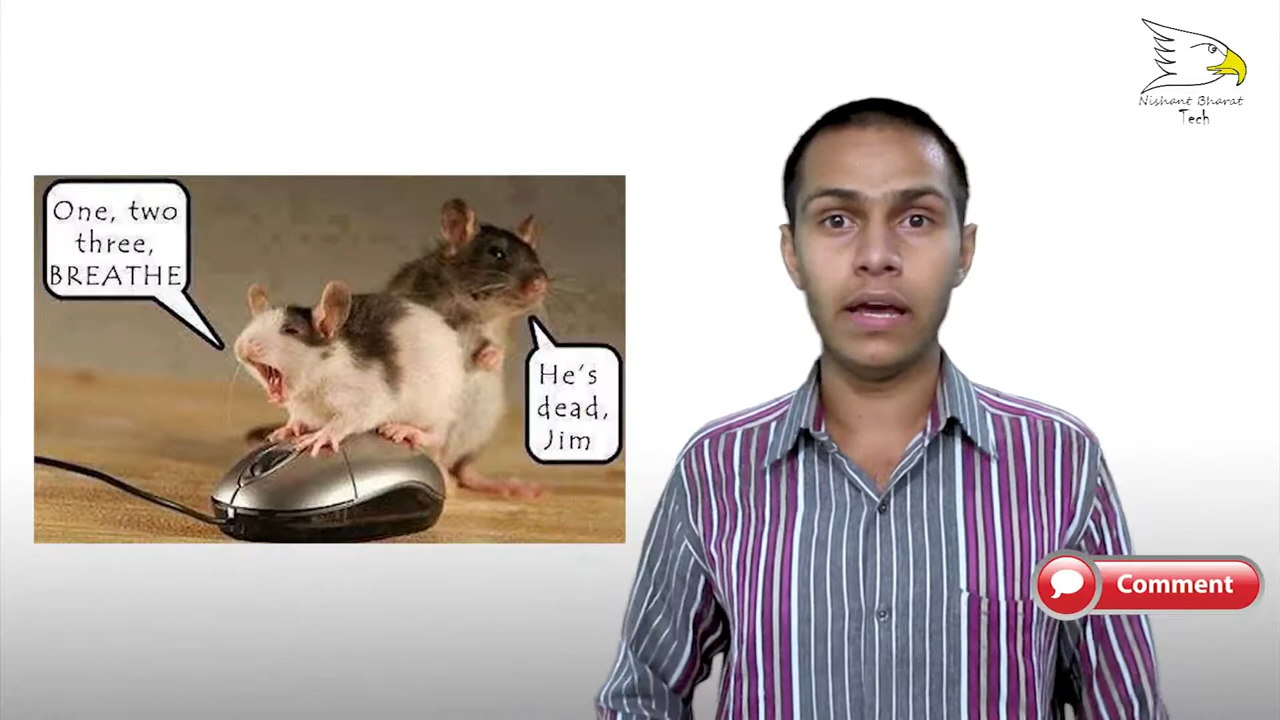 One, two
three,
BREATHE
He's
dead,
Jim
Nishant Bharat
Tech
Comment